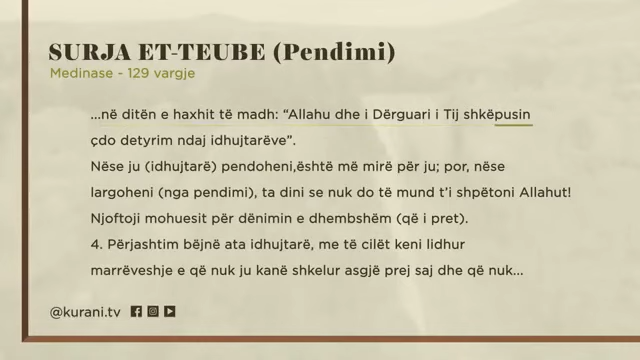 SURJA ET-TEUBE (Pendimi)
Medinase - 129 vargje
...në ditën e haxhit të madh: “Allahu dhe i Dërguari i Tij shkëpusin
çdo detyrim ndaj idhujtarëve”.
Nëse ju (idhujtarë) pendoheni,është më mirë për ju; por, nëse
largoheni (nga pendimi), ta dini se nuk do të mund t’i shpëtoni Allahut!
Njoftoji mohuesit për dënimin e dhembshëm (që i pret).
4. Përjashtim bëjnë ata idhujtarë, me të cilët keni lidhur
marrëveshje e që nuk ju kanë shkelur asgjë prej saj dhe që nuk...
@kurani.tv